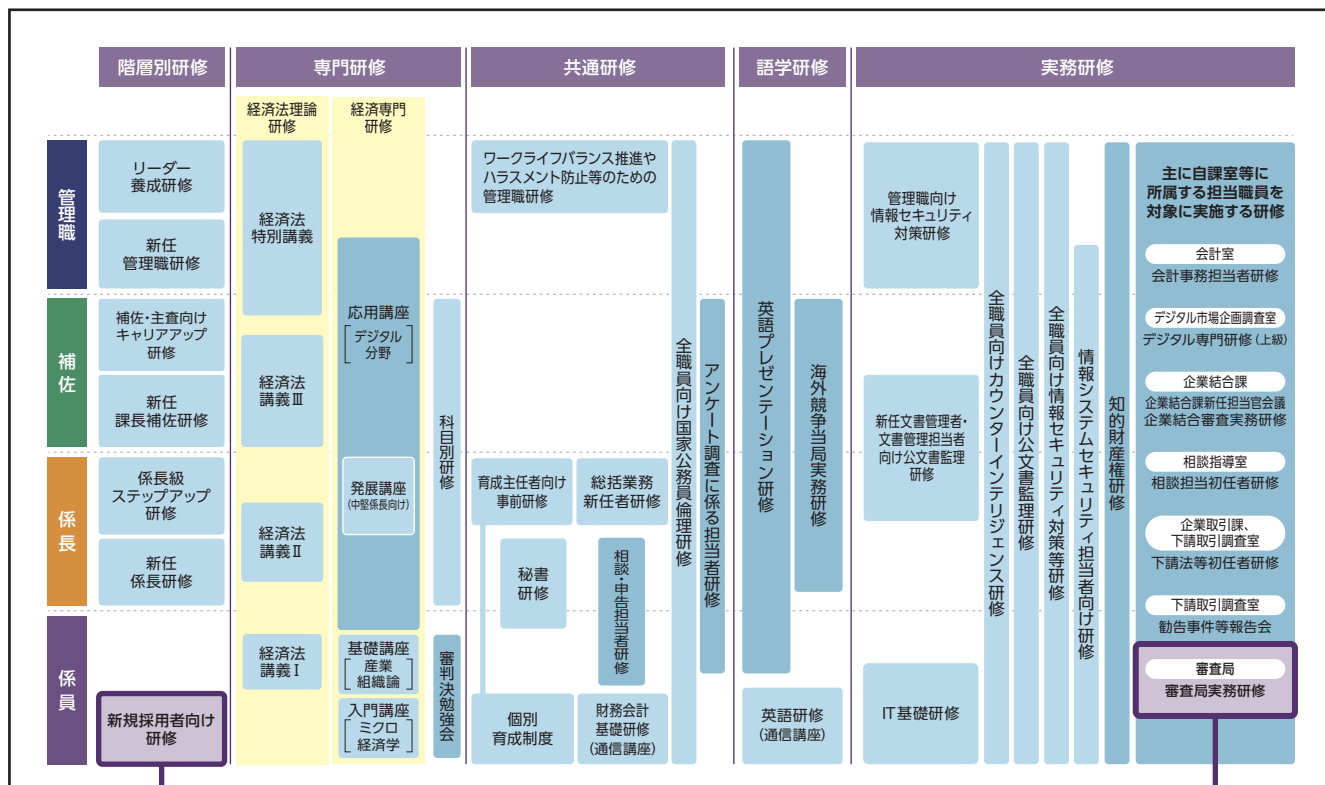 階層別研修
専門研修
共通研修
語学研修
実務研修
経済法理論
研修
経済専門
研修
管理職
補佐
係長
係員
リーダー
養成研修
新任
管理職研修
補佐・主査向け
キャリアアップ
研修
新任
課長補佐研修
係長級
ステップアップ
研修
新任
係長研修
新規採用者向け
研修
経済法
特別講義
経済法
講義Ⅲ
経済法
講義Ⅱ
経済法
講義Ⅰ
応用講座
[デジタル
分野]
発展講座
(中堅係長向け)
基礎講座
[産業
組織論]
入門講座
[ミクロ
経済学]
科目別研修
審判決勉強会
ワークライフバランス推進や
ハラスメント防止等のための
管理職研修
育成主任者向け
事前研修
総括業務
新任者研修
秘書
研修
相談・申告担当者研修
個別
育成制度
財務会計
基礎研修
(通信講座)
全職員向け国家公務員倫理研修
アンケート調査に係る担当者研修
英語プレゼンテーション研修
海外競争当局実務研修
英語研修
(通信講座)
管理職向け
情報セキュリティ
対策研修
新任文書管理者・
文書管理担当者
向け公文書監理
研修
IT基礎研修
全職員向けカウンターインテリジェンス研修
全職員向け公文書監理研修
全職員向け情報セキュリティ対策等研修
情報システムセキュリティ担当者向け研修
知的財産権研修
主に自課室等に
所属する担当職員を
対象に実施する研修
会計室
会計事務担当者研修
デジタル市場企画調査室
デジタル専門研修(上級)
企業結合課
企業結合課新任担当官会議
企業結合審査実務研修
相談指導室
相談担当初任者研修
企業取引課、
下請取引調査室
下請法等初任者研修
下請取引調査室
勧告事件等報告会
審査局
審査局実務研修